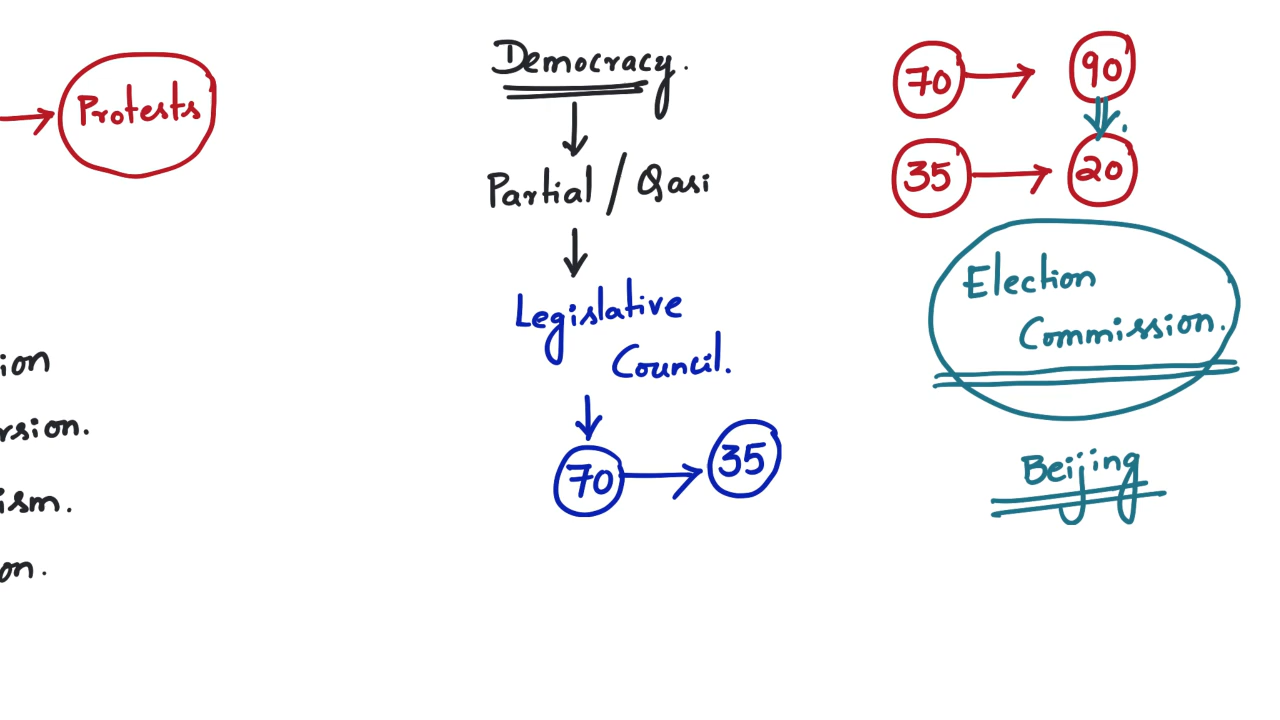 Protests
ion
rsion.
ism.
on.
Democracy.
Partial / Qasi
Legislative
Council.
70 → 35
70 → 90
35 → 20
Election
Commission.
Beijing